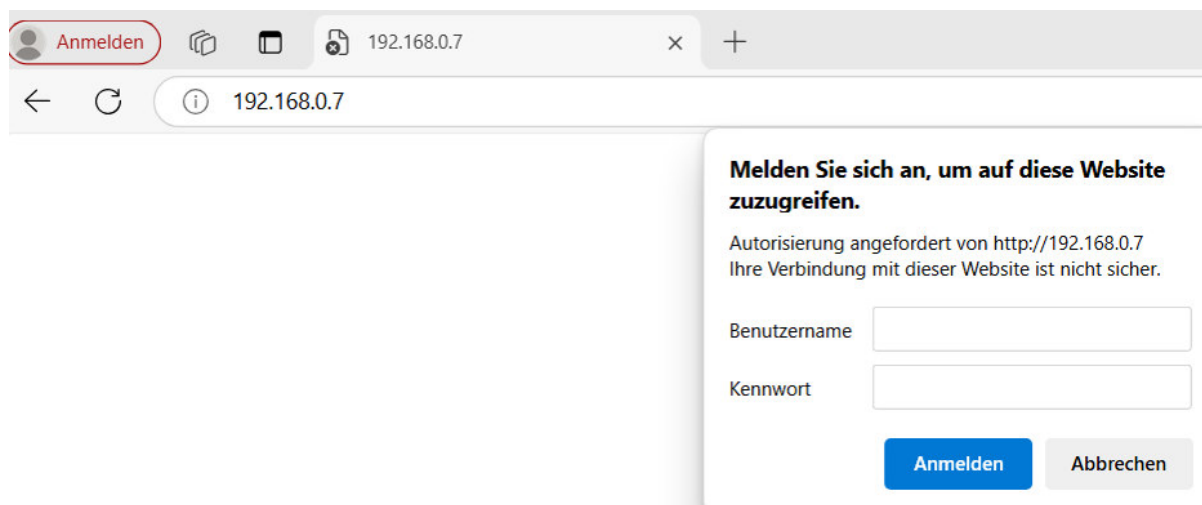 Anmelden
192.168.0.7
192.168.0.7
Melden Sie sich an, um auf diese Website
zuzugreifen.
Autorisierung angefordert von http://192.168.0.7
Ihre Verbindung mit dieser Website ist nicht sicher.
Benutzername
Kennwort
Anmelden Abbrechen